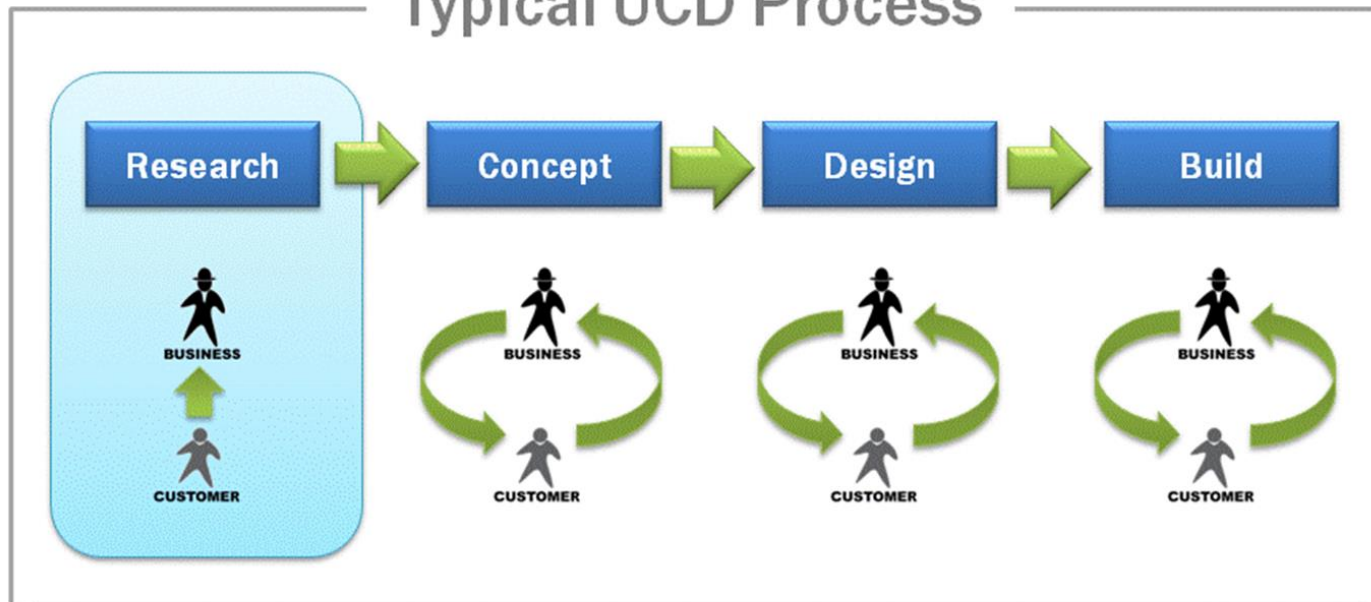 Typical UCD Process
Research
Concept
Design
Build
BUSINESS
BUSINESS
BUSINESS
BUSINESS
CUSTOMER
CUSTOMER
CUSTOMER
CUSTOMER